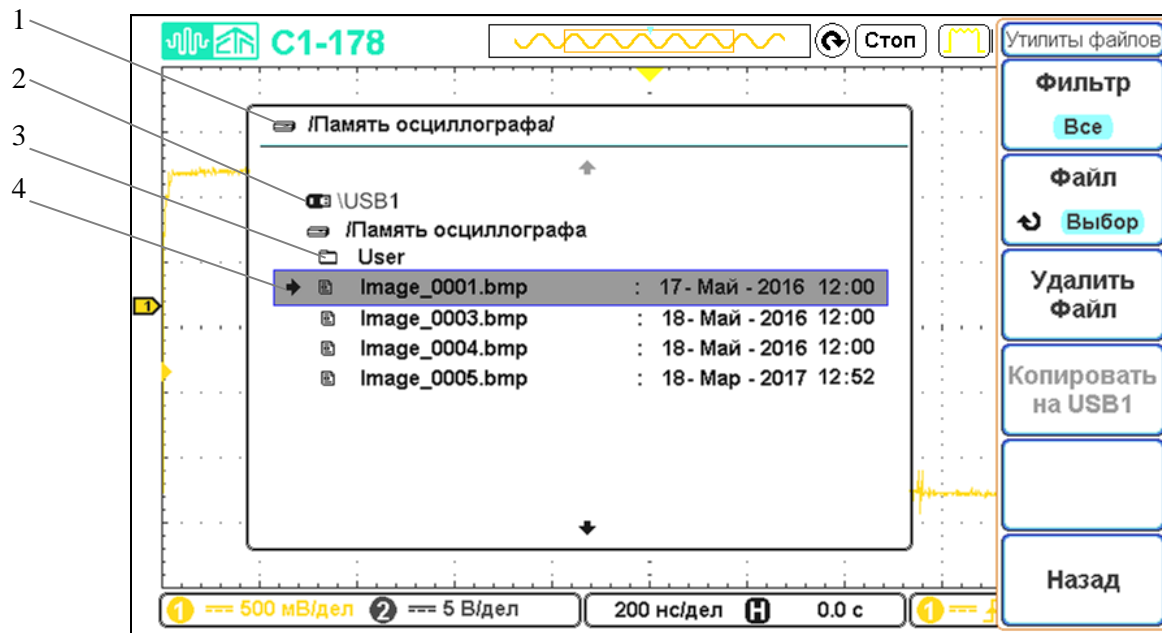 1
2
3
4
С1-178
Стоп
/Память осциллографа/
\USB1
/Память осциллографа
User
Image_0001.bmp : 17- Май - 2016 12:00
Image_0003.bmp : 18- Май - 2016 12:00
Image_0004.bmp : 18- Май - 2016 12:00
Image_0005.bmp : 18- Мар - 2017 12:52
1
1 500 мВ/дел 2 5 В/дел 200 нс/дел H 0.0 с 1
Утилиты файлов
Фильтр
Все
Файл
Выбор
Удалить
Файл
Копировать
на USB1
Назад